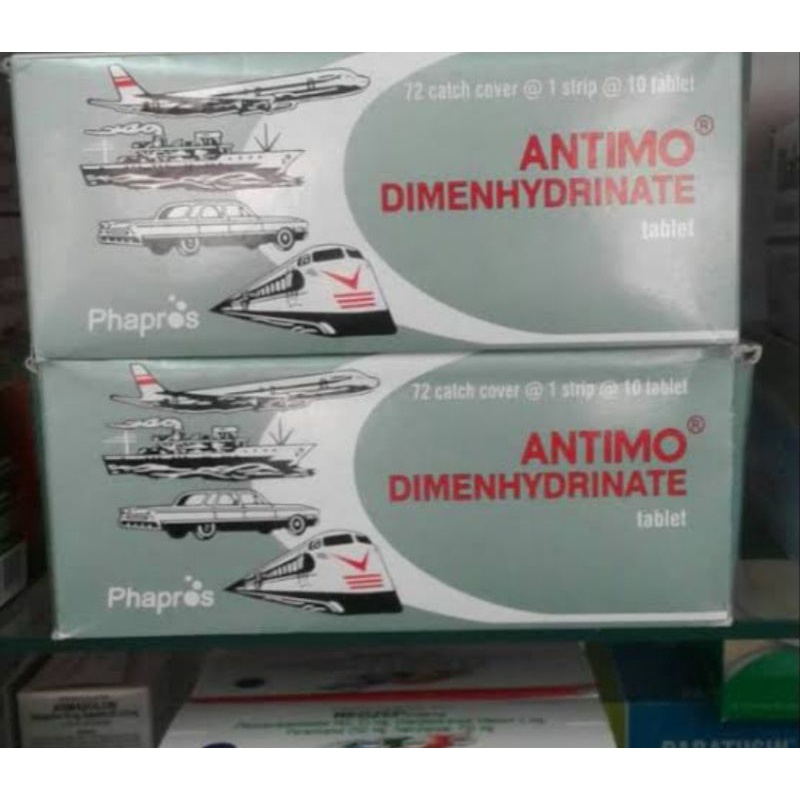 72 catch cover @ 1 strip @ 10 tablet
ANTIMO®
DIMENHYDRINATE
tablet
Phapros
72 catch cover @ 1 strip @ 10 tablet
ANTIMO®
DIMENHYDRINATE
tablet
Phapros
PARATUSIN